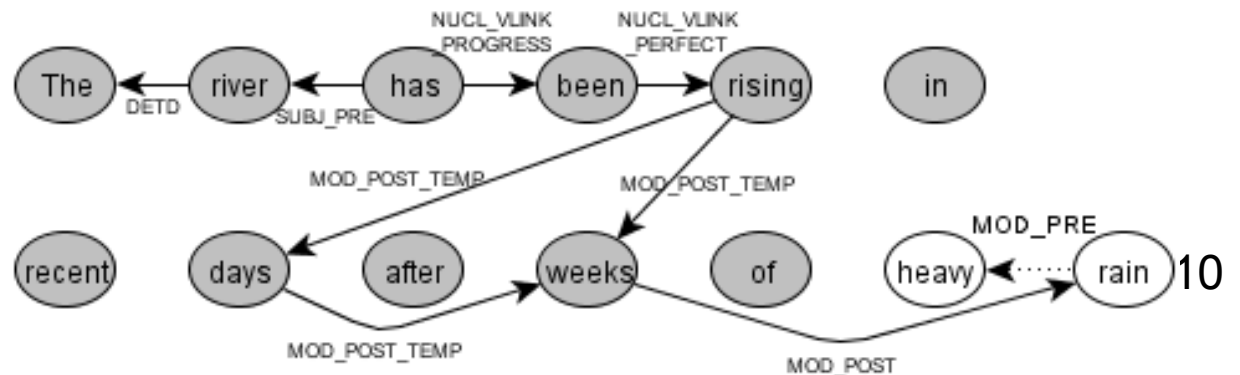 NUCL_VLINK NUCL_VLINK
_PROGRESS _PERFECT
The river has been rising in
DETD SUBJ_PRE
MOD_POST_TEMP MOD_POST_TEMP
MOD_PRE
recent days after weeks of heavy rain 10
MOD_POST_TEMP MOD_POST